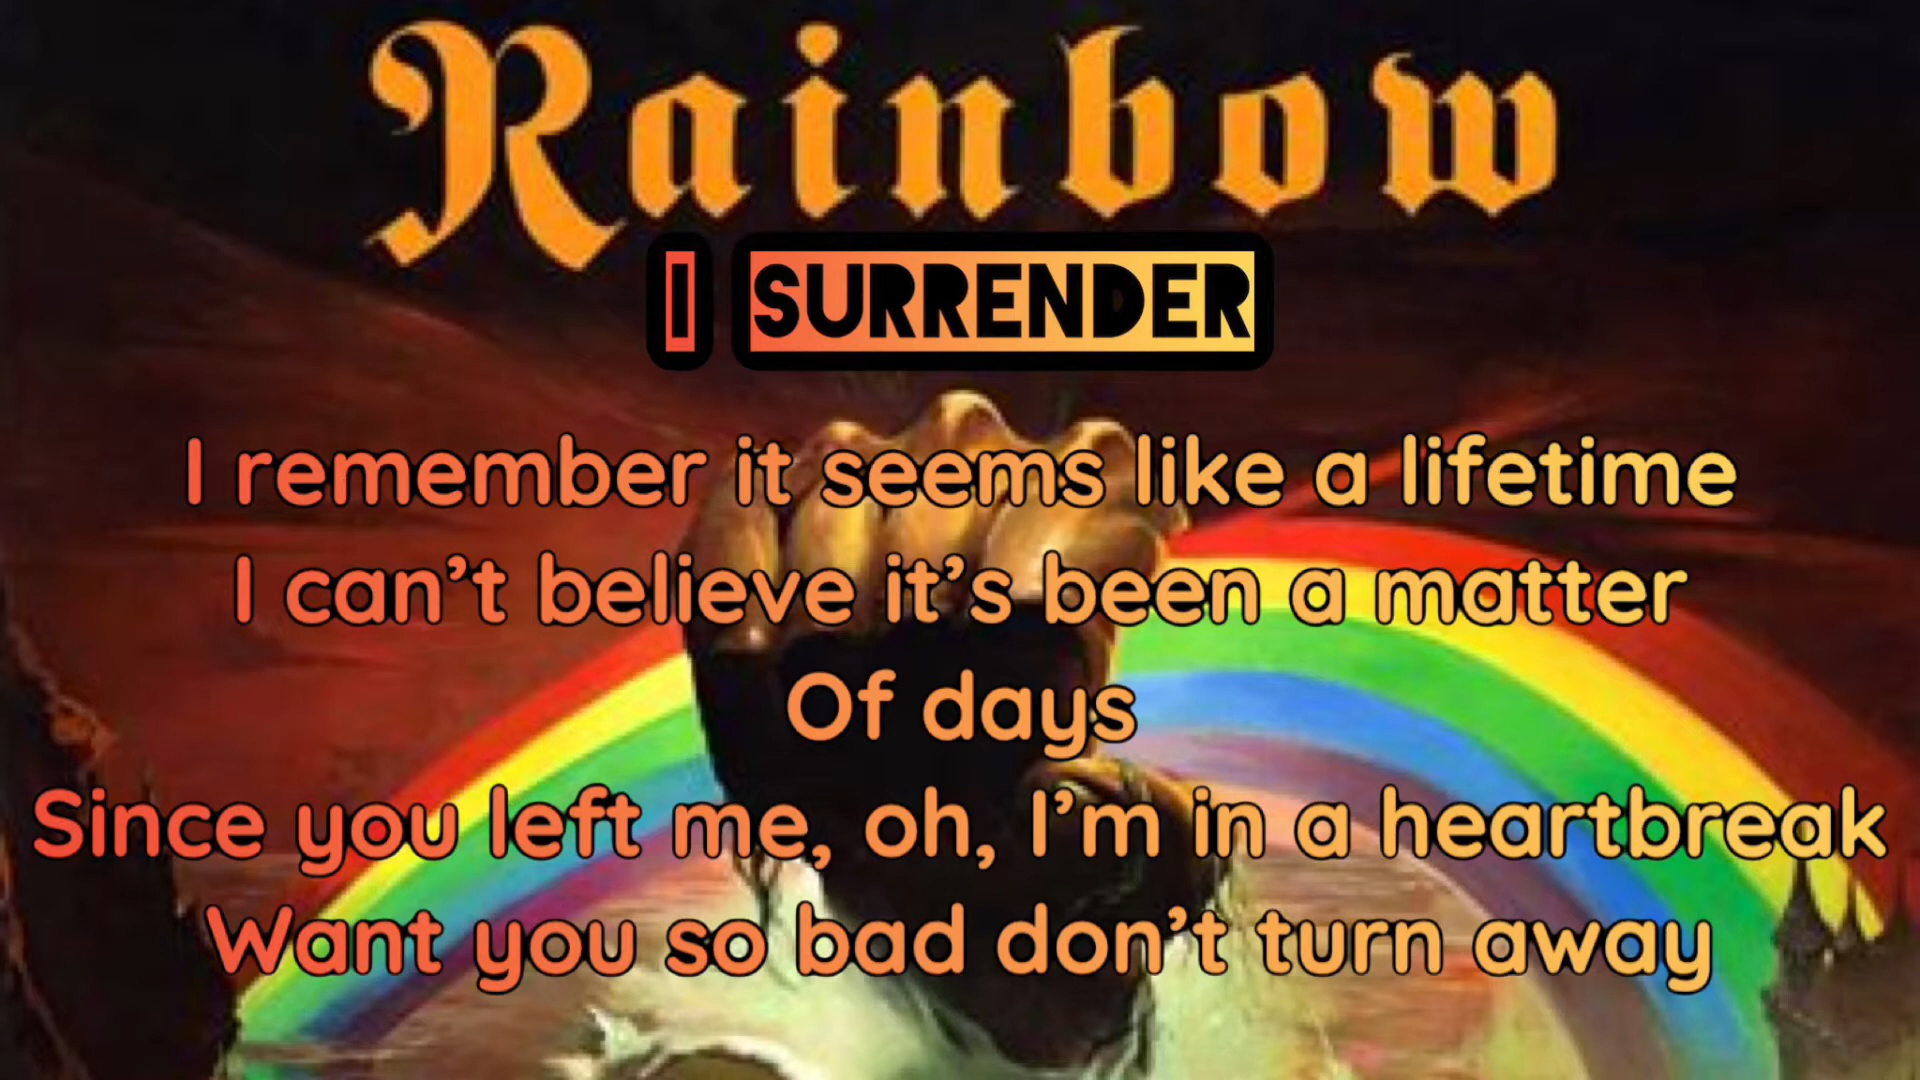 Rainbow
I SURRENDER
I remember it seems like a lifetime
I can’t believe it’s been a matter
Of days
Since you left me, oh, I’m in a heartbreak
Want you so bad don’t turn away